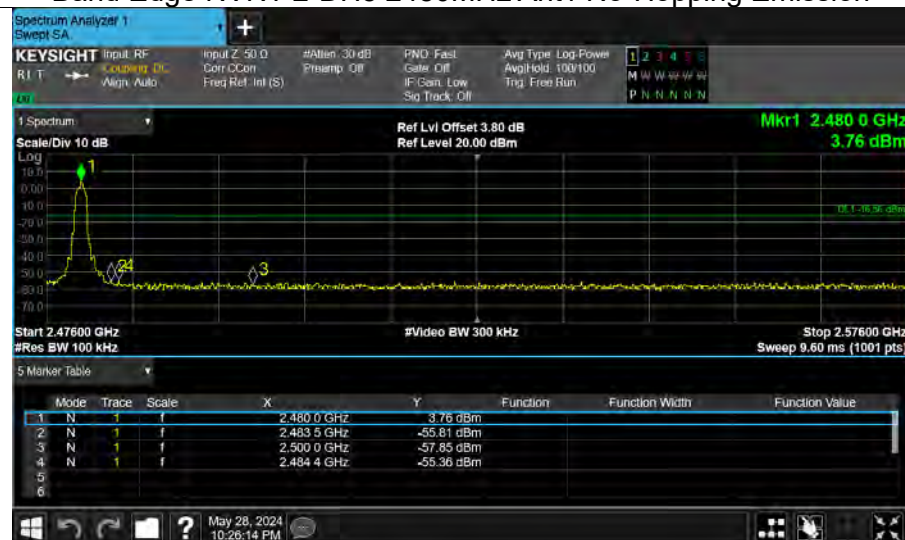 Spectrum Analyzer 1
Swept SA
+
KEYSIGHT Input: RF Input Z: 50 Ω #Atten: 30 dB PNO: Fast Avg Type: Log-Power 1 2 3 4 5 6
RLT Coupling: DC Corr CCorr Preamp: Off Gate: Off Avg|Hold: 100/100 M W W W W W
Align: Auto Freq Ref: Int (S) IF Gain: Low Trig: Free Run
Sig Track: Off P N N N N N
1 Spectrum Ref Lvl Offset 3.80 dB Mkr1 2.480 0 GHz
Scale/Div 10 dB Ref Level 20.00 dBm 3.76 dBm
Log
10.0 1
0.00
-10.0
DL1 -16.56 dBm
-20.0
-30.0
-40.0
-50.0 24 3
-60.0
-70.0
Start 2.47600 GHz #Video BW 300 kHz Stop 2.57600 GHz
#Res BW 100 kHz Sweep 9.60 ms (1001 pts)
5 Marker Table
Mode Trace Scale X Y Function Function Width Function Value
1 N 1 f 2.480 0 GHz 3.76 dBm
2 N 1 f 2.483 5 GHz -55.81 dBm
3 N 1 f 2.500 0 GHz -57.85 dBm
4 N 1 f 2.484 4 GHz -55.36 dBm
5
6
? May 28, 2024
10:26:14 PM